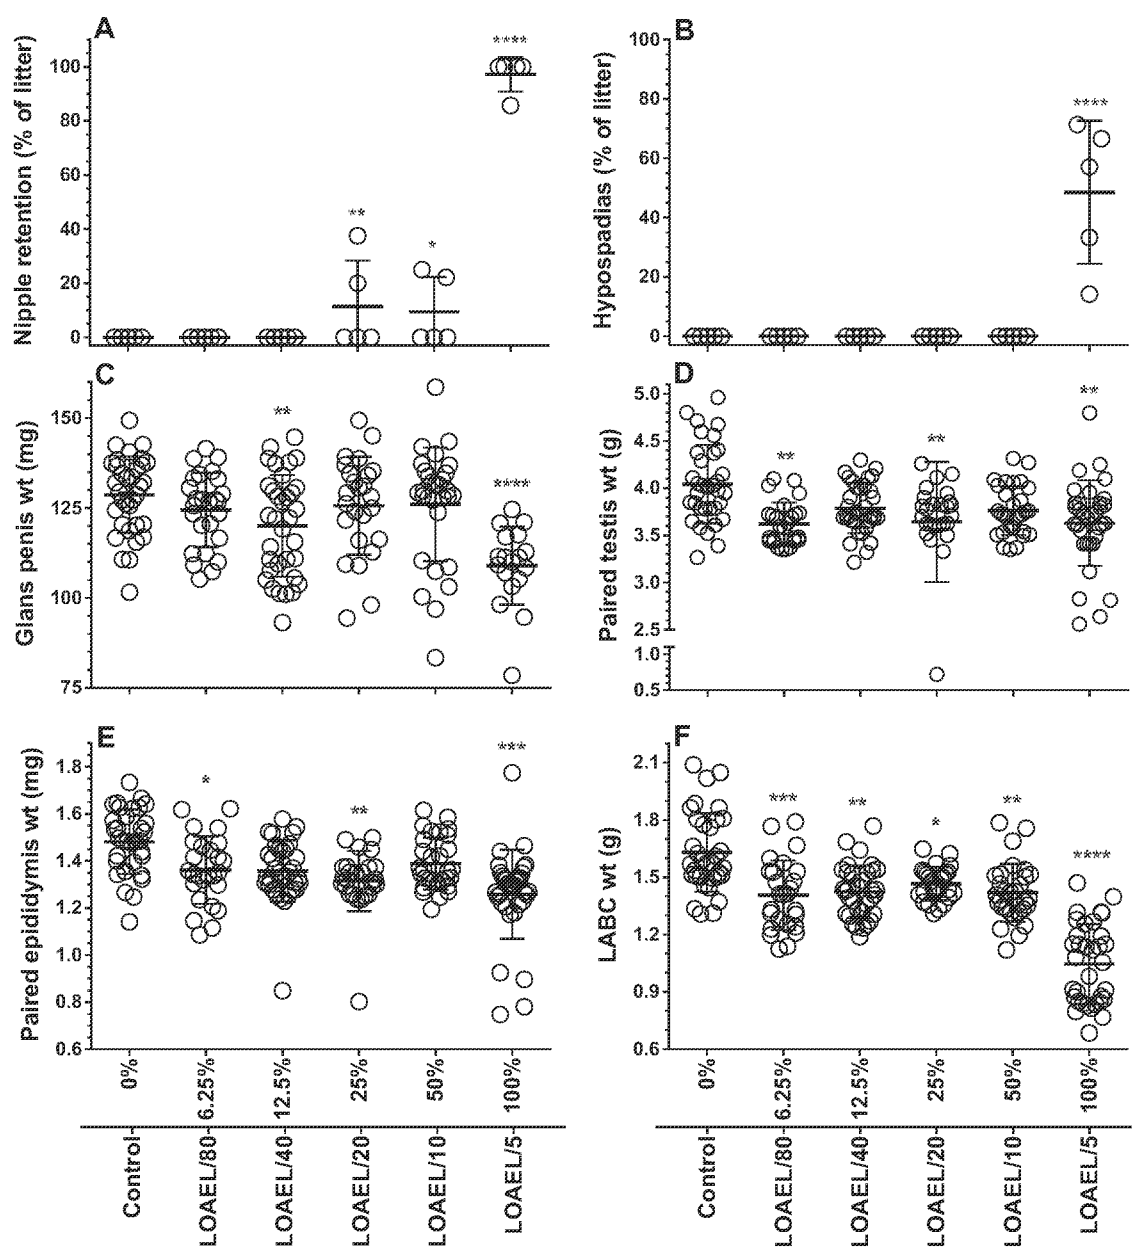 A
Nipple retention (% of litter)
100
80
60
40
20
0
**
*
****
B
Hypospadias (% of litter)
100
80
60
40
20
0
****
C
Glans penis wt (mg)
150
125
100
75
**
****
D
Paired testis wt (g)
5.0
4.5
4.0
3.5
3.0
2.5
1.0
0.5
**
**
**
E
Paired epididymis wt (mg)
1.8
1.6
1.4
1.2
1.0
0.8
0.6
*
**
***
F
LABC wt (g)
2.1
1.8
1.5
1.2
0.9
0.6
***
**
*
**
****
0%
6.25%
12.5%
25%
50%
100%
Control
LOAEL/80
LOAEL/40
LOAEL/20
LOAEL/10
LOAEL/5
0%
6.25%
12.5%
25%
50%
100%
Control
LOAEL/80
LOAEL/40
LOAEL/20
LOAEL/10
LOAEL/5